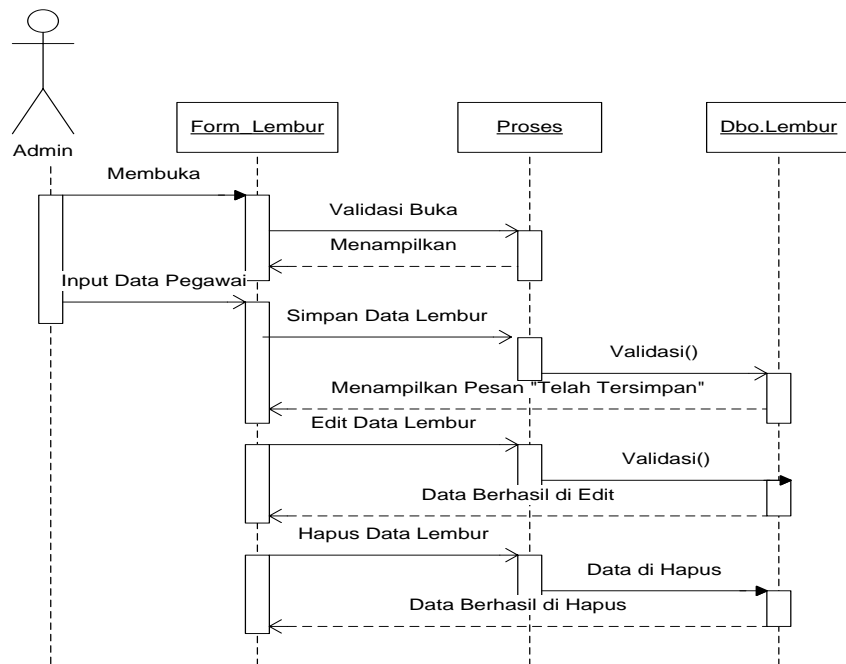 Admin
Form_Lembur
Proses
Dbo.Lembur
Membuka
Validasi Buka
Menampilkan
Input Data Pegawai
Simpan Data Lembur
Validasi()
Menampilkan Pesan "Telah Tersimpan"
Edit Data Lembur
Validasi()
Data Berhasil di Edit
Hapus Data Lembur
Data di Hapus
Data Berhasil di Hapus